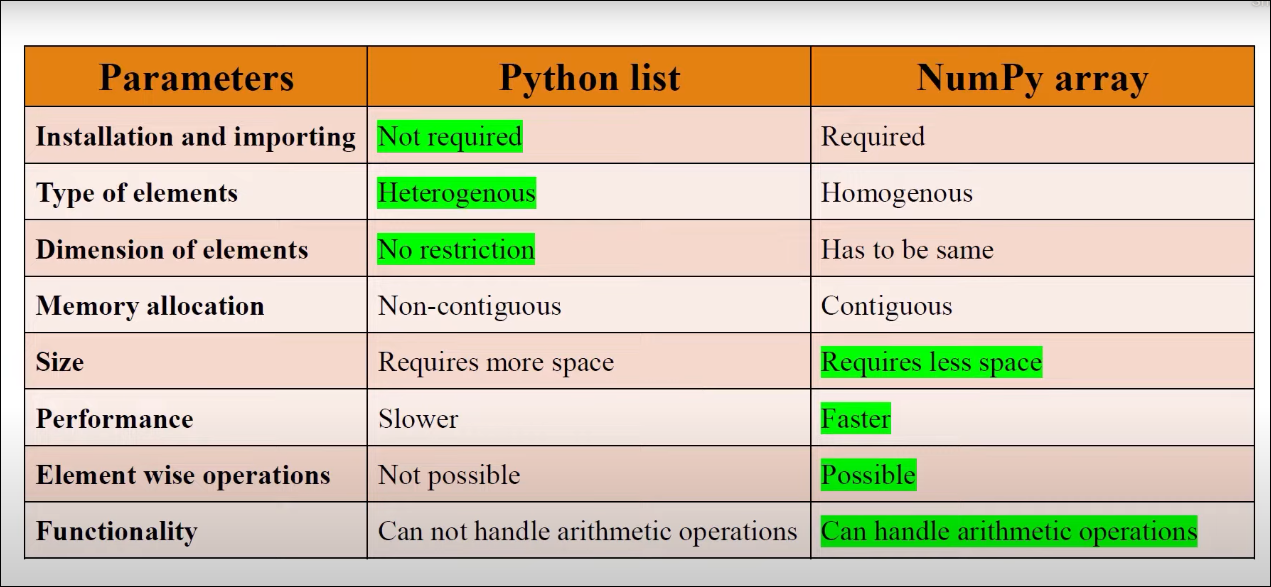 Parameters Python list NumPy array
Installation and importing Not required Required
Type of elements Heterogenous Homogenous
Dimension of elements No restriction Has to be same
Memory allocation Non-contiguous Contiguous
Size Requires more space Requires less space
Performance Slower Faster
Element wise operations Not possible Possible
Functionality Can not handle arithmetic operations Can handle arithmetic operations